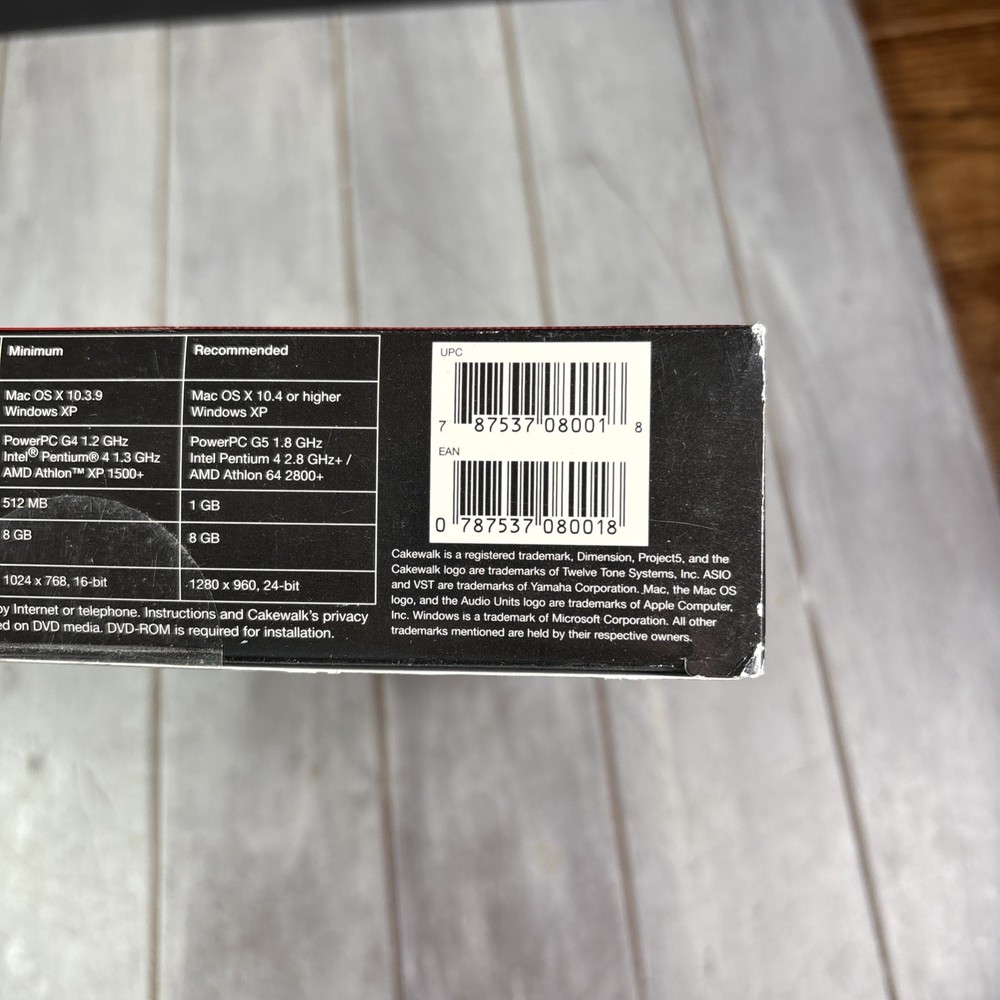 Minimum
Recommended
Mac OS X 10.3.9
Windows XP
Mac OS X 10.4 or higher
Windows XP
PowerPC G4 1.2 GHz
Intel® Pentium® 4 1.3 GHz
AMD Athlon™ XP 1500+
PowerPC G5 1.8 GHz
Intel Pentium 4 2.8 GHz+ /
AMD Athlon 64 2800+
512 MB
1 GB
8 GB
8 GB
1024 x 768, 16-bit
1280 x 960, 24-bit
by Internet or telephone. Instructions and Cakewalk's privacy
ed on DVD media. DVD-ROM is required for installation.
UPC
7 87537 08001 8
EAN
0 787537 080018
Cakewalk is a registered trademark, Dimension, Project5, and the
Cakewalk logo are trademarks of Twelve Tone Systems, Inc. ASIO
and VST are trademarks of Yamaha Corporation. Mac, the Mac OS
logo, and the Audio Units logo are trademarks of Apple Computer,
Inc. Windows is a trademark of Microsoft Corporation. All other
trademarks mentioned are held by their respective owners.